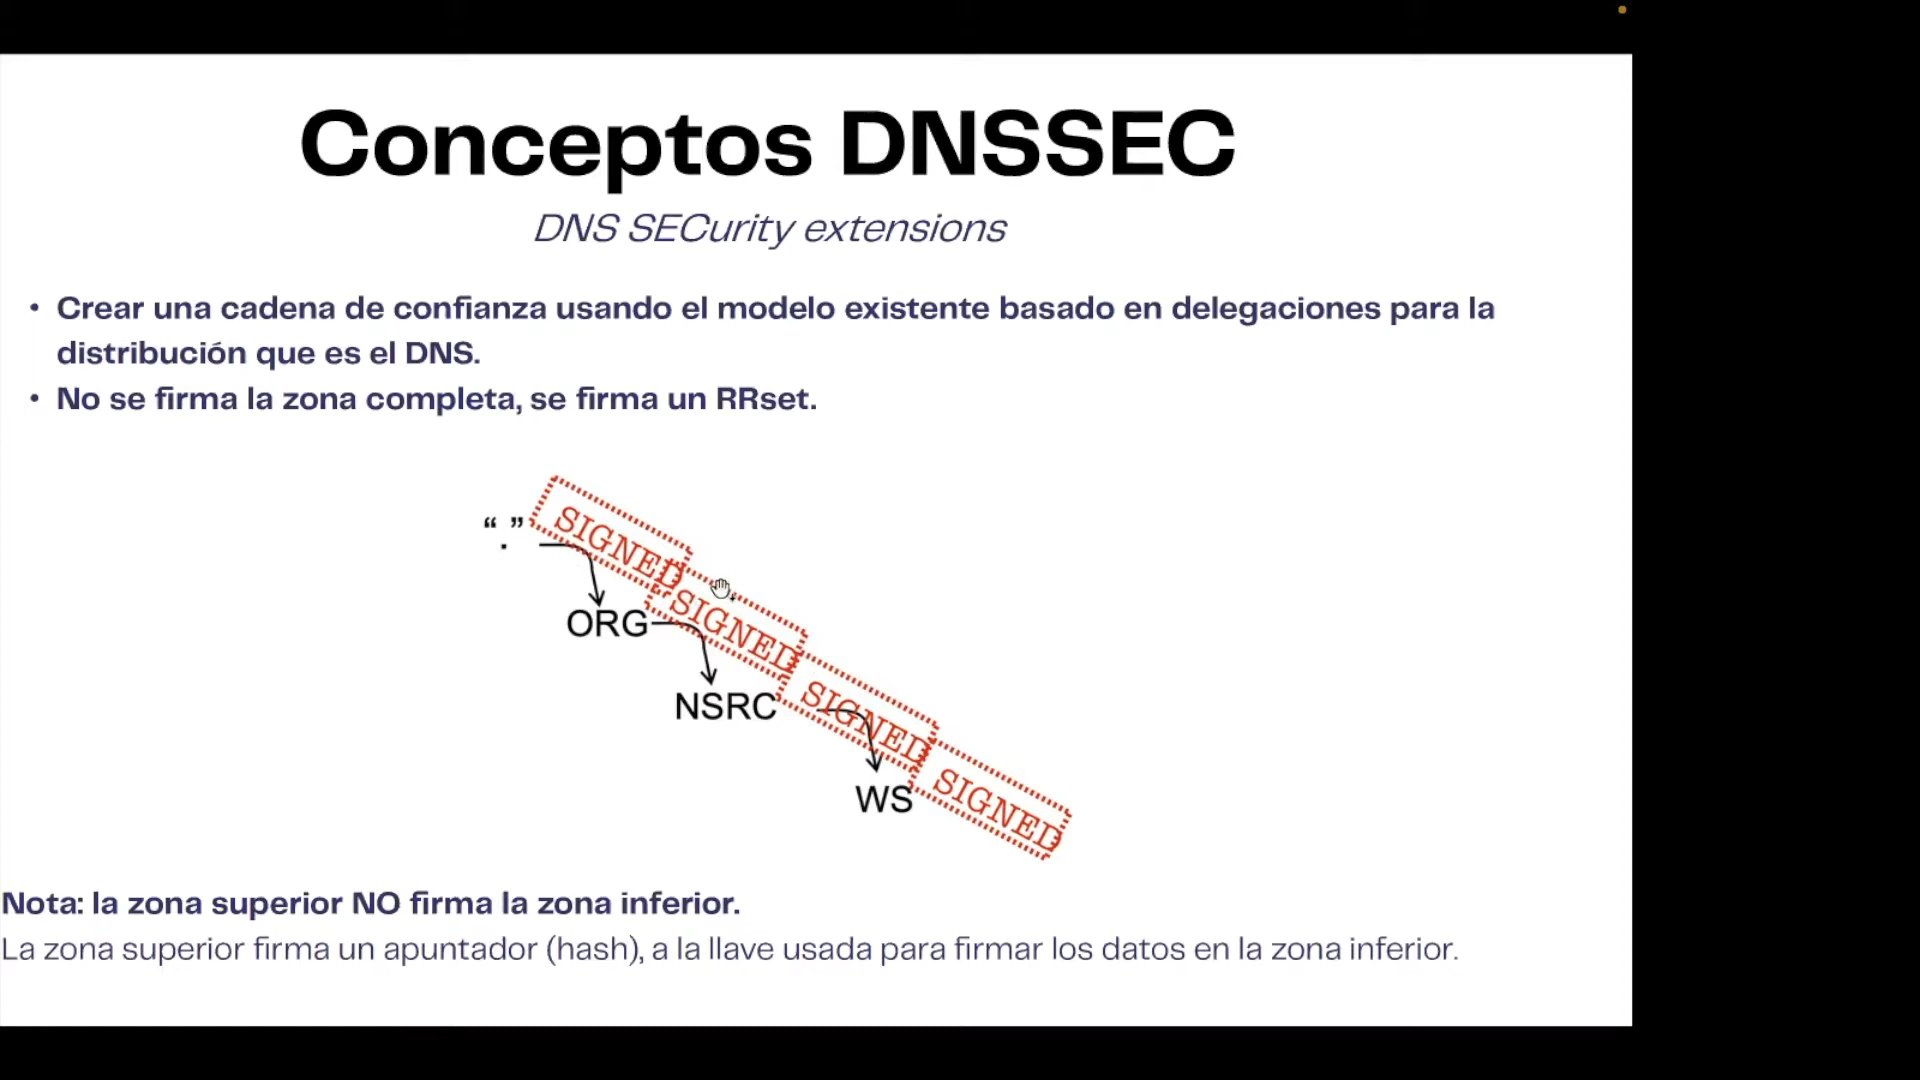 Conceptos DNSSEC
DNS SECurity extensions
• Crear una cadena de confianza usando el modelo existente basado en delegaciones para la
distribución que es el DNS.
• No se firma la zona completa, se firma un RRset.
“.”
SIGNED
ORG
SIGNED
NSRC
SIGNED
WS
SIGNED
Nota: la zona superior NO firma la zona inferior.
La zona superior firma un apuntador (hash), a la llave usada para firmar los datos en la zona inferior.